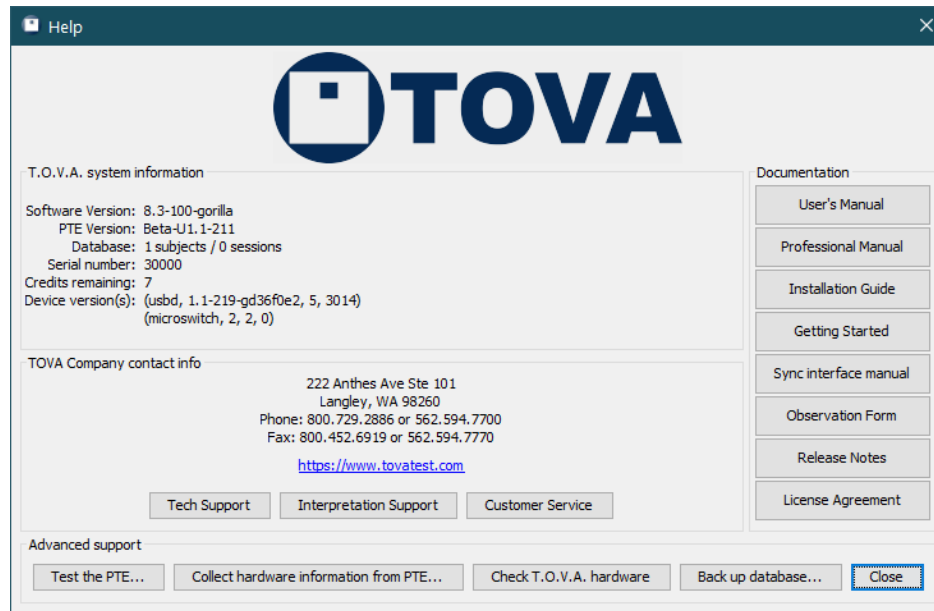 Help
TOVA
T.O.V.A. system information
Software Version: 8.3-100-gorilla
PTE Version: Beta-U1.1-211
Database: 1 subjects / 0 sessions
Serial number: 30000
Credits remaining: 7
Device version(s): (usbd, 1.1-219-gd36f0e2, 5, 3014)
(microswitch, 2, 2, 0)
TOVA Company contact info
222 Anthes Ave Ste 101
Langley, WA 98260
Phone: 800.729.2886 or 562.594.7700
Fax: 800.452.6919 or 562.594.7770
https://www.tovatest.com
Tech Support Interpretation Support Customer Service
Documentation
User's Manual
Professional Manual
Installation Guide
Getting Started
Sync interface manual
Observation Form
Release Notes
License Agreement
Advanced support
Test the PTE... Collect hardware information from PTE... Check T.O.V.A. hardware Back up database... Close